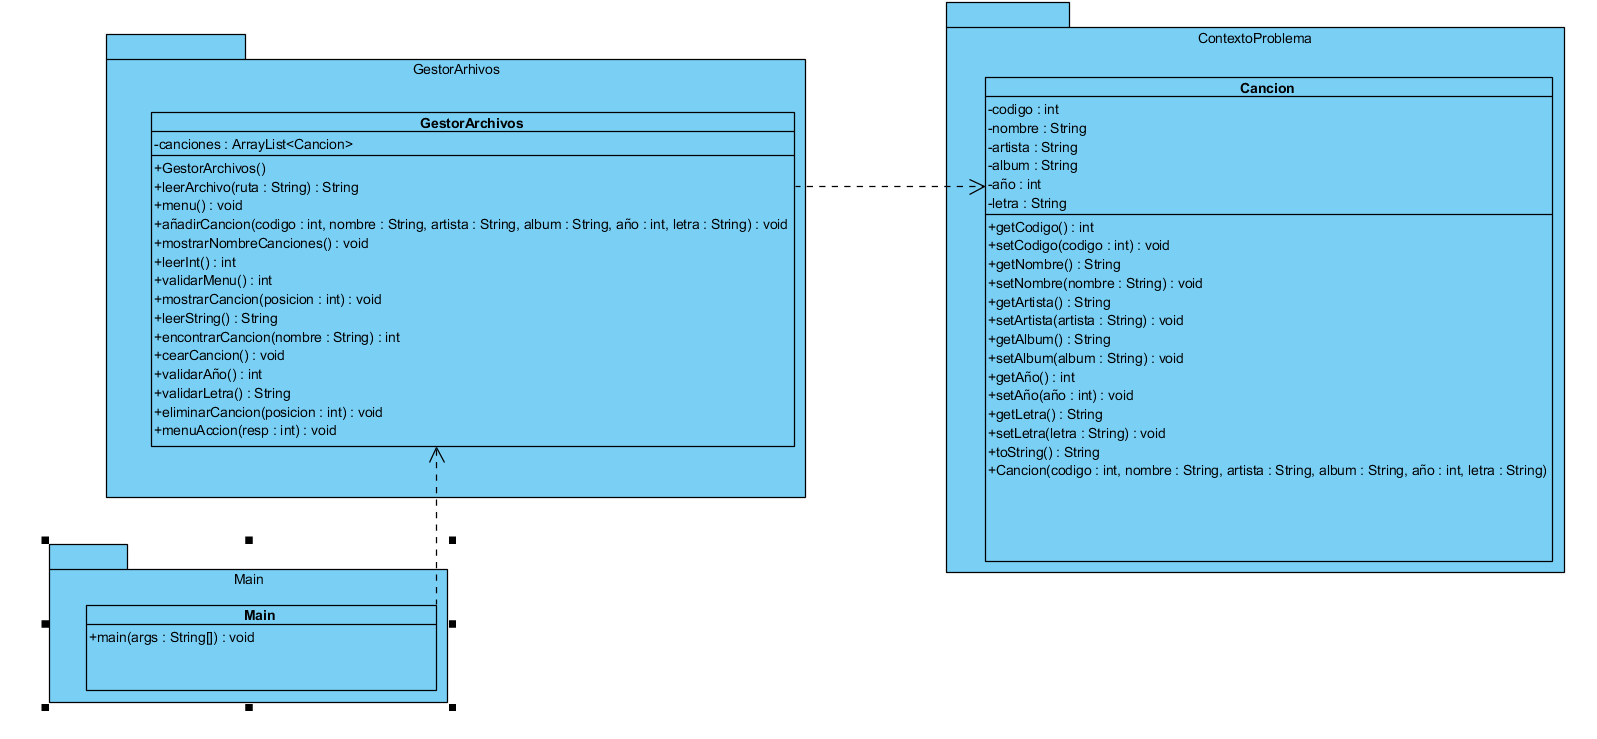 GestorArhivos
GestorArchivos
-canciones : ArrayList<Cancion>
+GestorArchivos()
+leerArchivo(ruta : String) : String
+menu() : void
+añadirCancion(codigo : int, nombre : String, artista : String, album : String, año : int, letra : String) : void
+mostrarNombreCanciones() : void
+leerInt() : int
+validarMenu() : int
+mostrarCancion(posicion : int) : void
+leerString() : String
+encontrarCancion(nombre : String) : int
+cearCancion() : void
+validarAño() : int
+validarLetra() : String
+eliminarCancion(posicion : int) : void
+menuAccion(resp : int) : void
ContextoProblema
Cancion
-codigo : int
-nombre : String
-artista : String
-album : String
-año : int
-letra : String
+getCodigo() : int
+setCodigo(codigo : int) : void
+getNombre() : String
+setNombre(nombre : String) : void
+getArtista() : String
+setArtista(artista : String) : void
+getAlbum() : String
+setAlbum(album : String) : void
+getAño() : int
+setAño(año : int) : void
+getLetra() : String
+setLetra(letra : String) : void
+toString() : String
+Cancion(codigo : int, nombre : String, artista : String, album : String, año : int, letra : String)
Main
Main
+main(args : String[]) : void